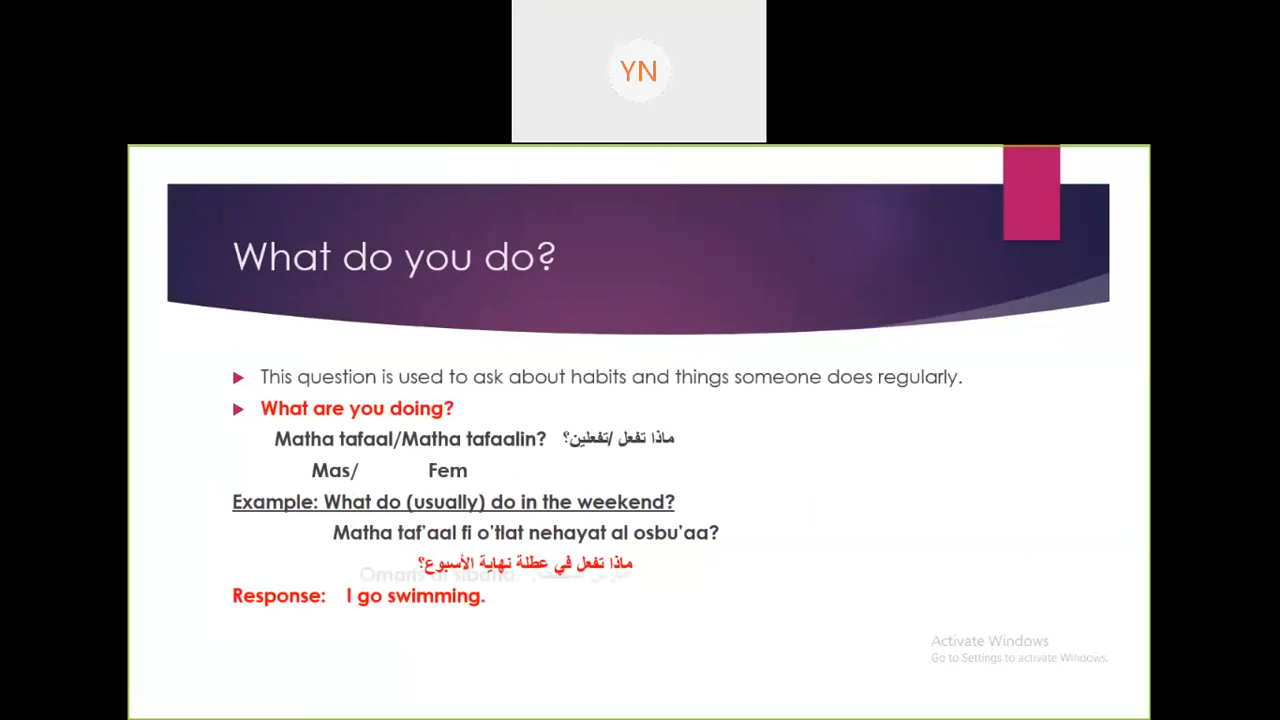 YN
What do you do?
This question is used to ask about habits and things someone does regularly.
What are you doing?
Matha tafaal/Matha tafaalin? ماذا تفعل /تفعلين؟
Mas/ Fem
Example: What do (usually) do in the weekend?
Matha taf’aal fi o’tlat nehayat al osbu’aa?
ماذا تفعل في عطلة نهاية الأسبوع؟
Response: I go swimming.
Activate Windows
Go to Settings to activate Windows.